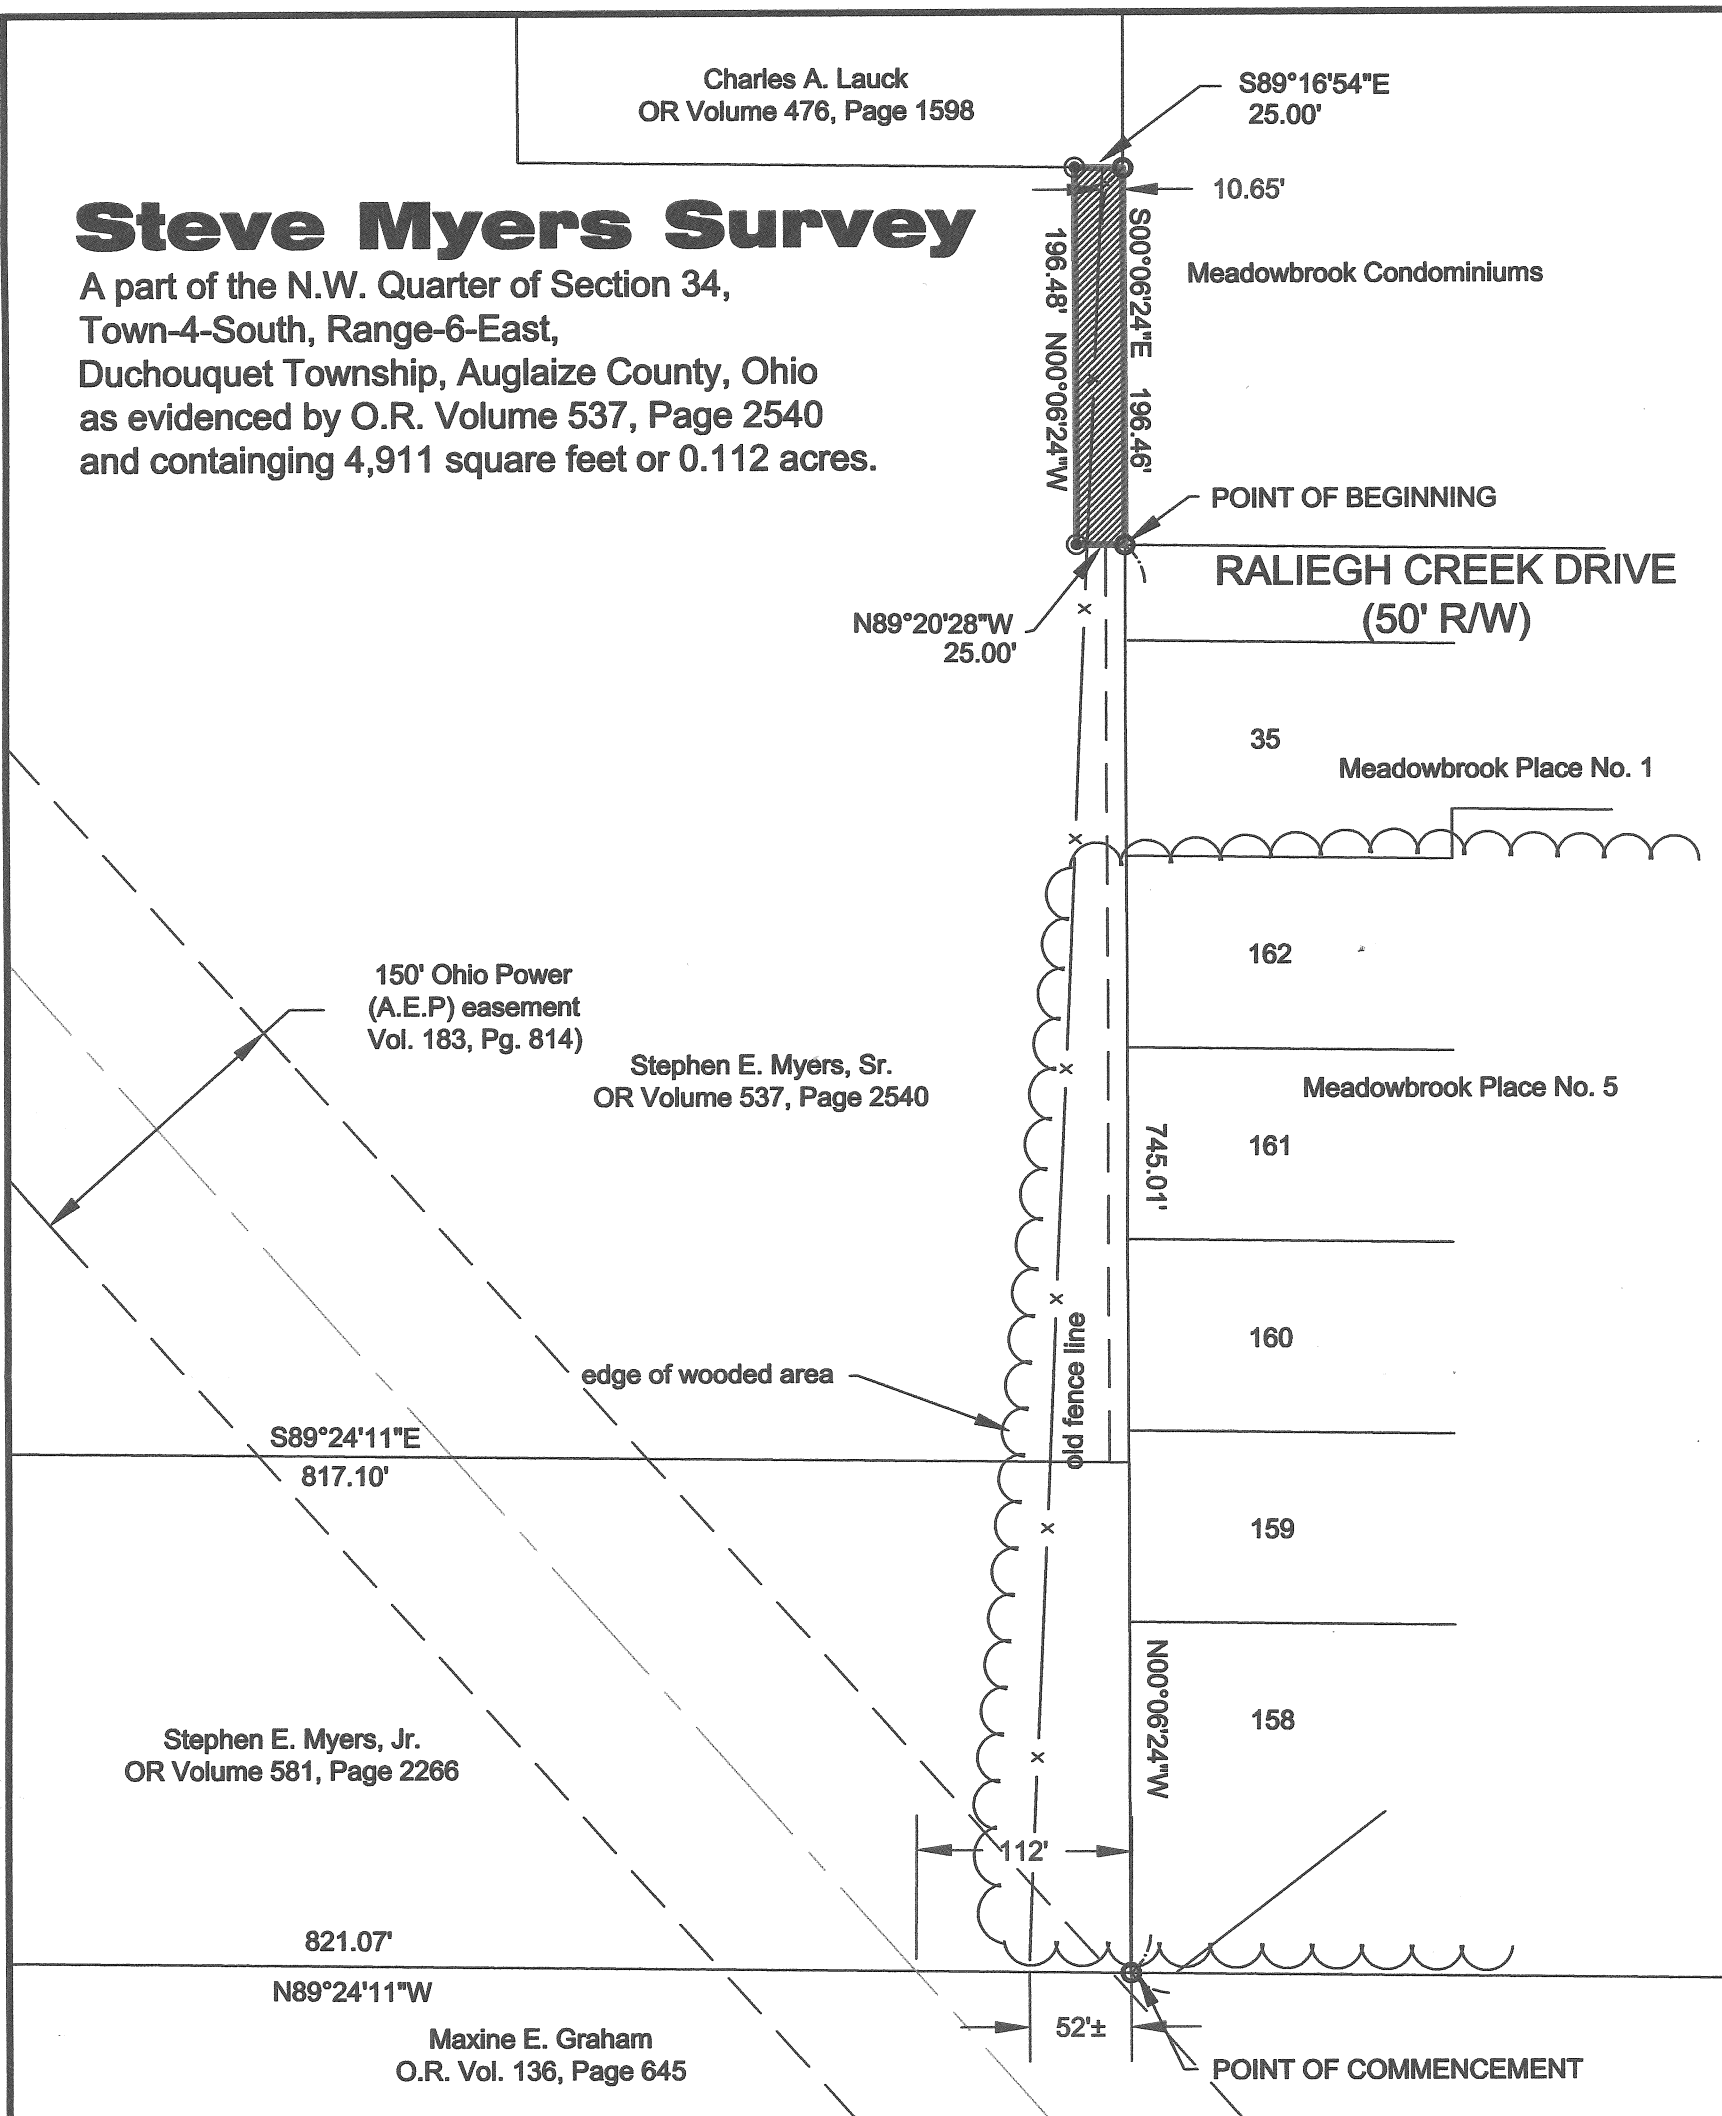 Charles A. Lauck
OR Volume 476, Page 1598
S89°16'54"E
25.00'
10.65'
Steve Myers Survey
A part of the N.W. Quarter of Section 34,
Town-4-South, Range-6-East,
Duchouquet Township, Auglaize County, Ohio
as evidenced by O.R. Volume 537, Page 2540
and containging 4,911 square feet or 0.112 acres.
196.48' N00°06'24"W
S00°06'24"E 196.46'
Meadowbrook Condominiums
POINT OF BEGINNING
RALIEGH CREEK DRIVE
(50' R/W)
N89°20'28"W
25.00'
x
35
Meadowbrook Place No. 1
x
162
150' Ohio Power
(A.E.P) easement
Vol. 183, Pg. 814)
Stephen E. Myers, Sr.
OR Volume 537, Page 2540
x
Meadowbrook Place No. 5
161
745.01'
x
160
old fence line
edge of wooded area
S89°24'11"E
817.10'
x
159
N00°06'24"W
158
Stephen E. Myers, Jr.
OR Volume 581, Page 2266
x
112'
821.07'
N89°24'11"W
52'±
Maxine E. Graham
O.R. Vol. 136, Page 645
POINT OF COMMENCEMENT